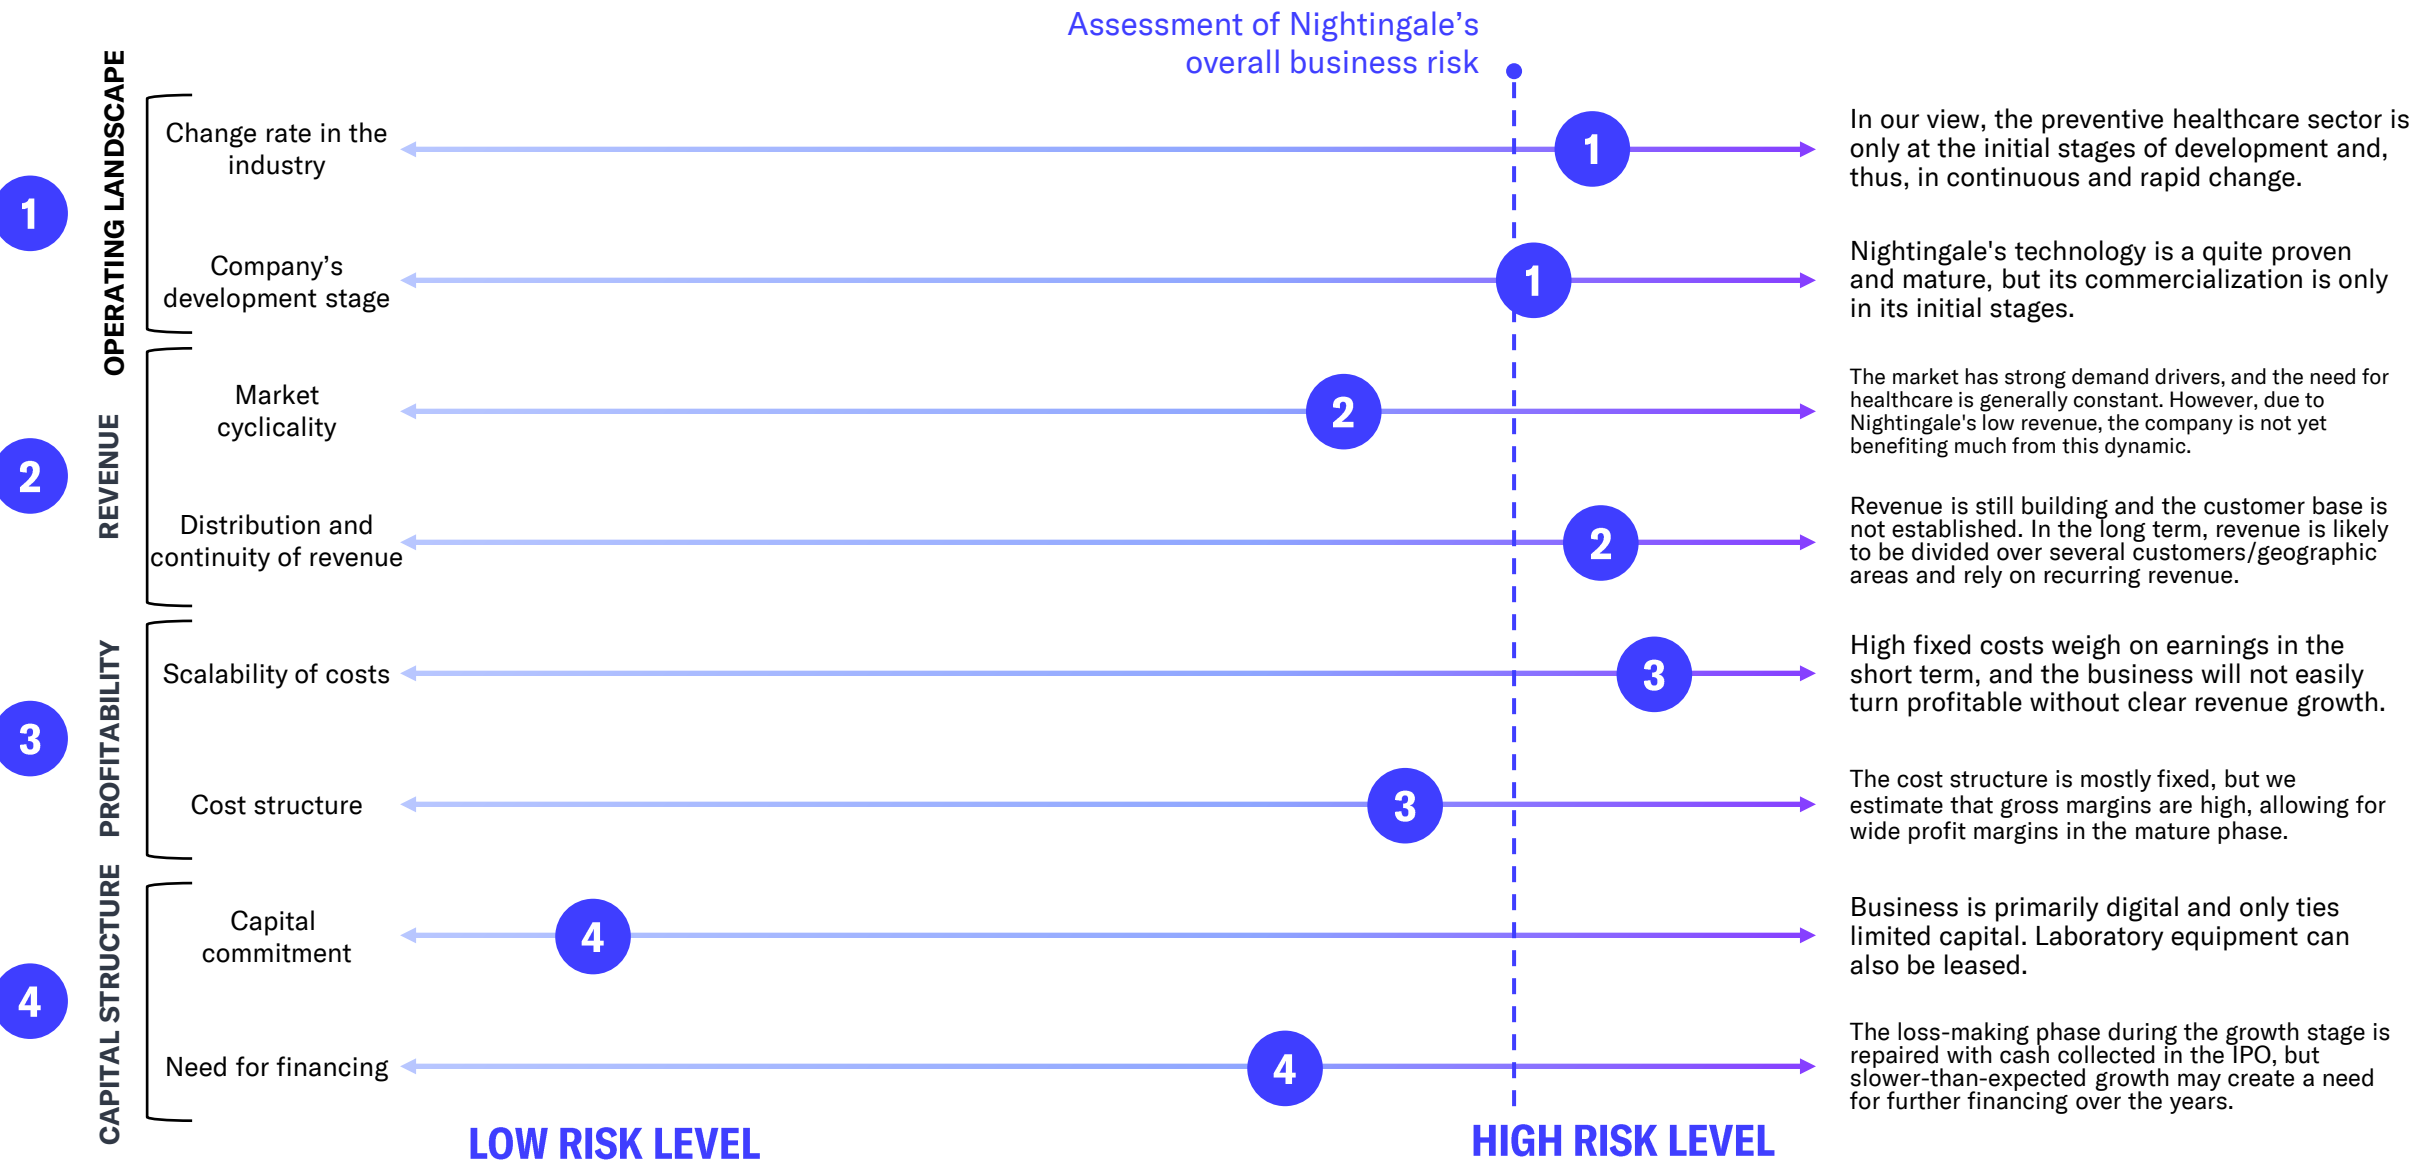 Assessment of Nightingale’s
overall business risk
1
OPERATING LANDSCAPE
Change rate in the
industry
1
In our view, the preventive healthcare sector is
only at the initial stages of development and,
thus, in continuous and rapid change.
Company’s
development stage
1
Nightingale's technology is a quite proven
and mature, but its commercialization is only
in its initial stages.
2
REVENUE
Market
cyclicality
2
The market has strong demand drivers, and the need for
healthcare is generally constant. However, due to
Nightingale's low revenue, the company is not yet
benefiting much from this dynamic.
Distribution and
continuity of revenue
2
Revenue is still building and the customer base is
not established. In the long term, revenue is likely
to be divided over several customers/geographic
areas and rely on recurring revenue.
3
PROFITABILITY
Scalability of costs
3
High fixed costs weigh on earnings in the
short term, and the business will not easily
turn profitable without clear revenue growth.
Cost structure
3
The cost structure is mostly fixed, but we
estimate that gross margins are high, allowing for
wide profit margins in the mature phase.
4
CAPITAL STRUCTURE
Capital
commitment
4
Business is primarily digital and only ties
limited capital. Laboratory equipment can
also be leased.
Need for financing
4
The loss-making phase during the growth stage is
repaired with cash collected in the IPO, but
slower-than-expected growth may create a need
for further financing over the years.
LOW RISK LEVEL
HIGH RISK LEVEL